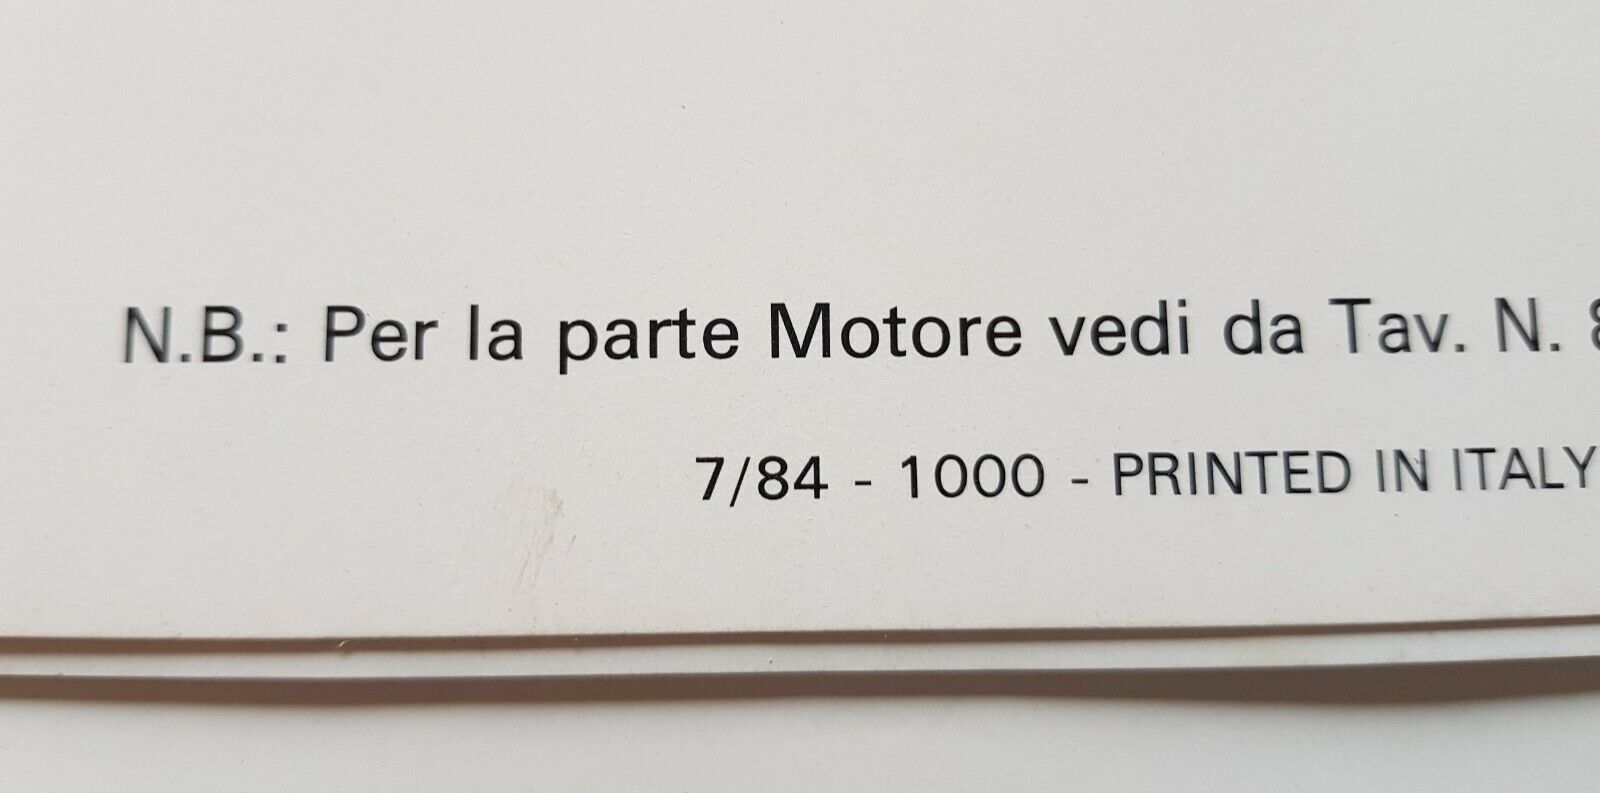 N.B.: Per la parte Motore vedi da Tav. N.
7/84 - 1000 - PRINTED IN ITALY